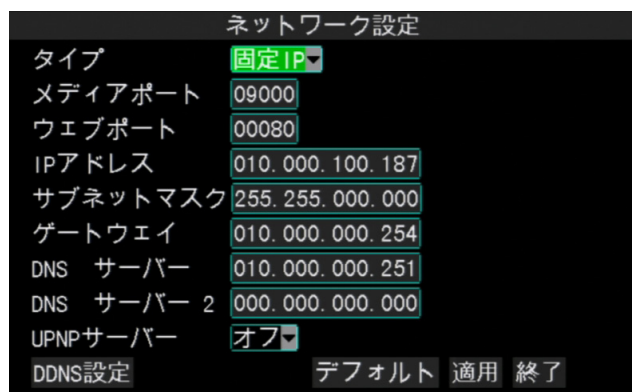 ネットワーク設定
タイプ 固定IP
メディアポート 09000
ウェブポート 00080
IPアドレス 010.000.100.187
サブネットマスク 255.255.000.000
ゲートウェイ 010.000.000.254
DNS サーバー 010.000.000.251
DNS サーバー 2 000.000.000.000
UPNPサーバー オフ
DDNS設定 デフォルト 適用 終了